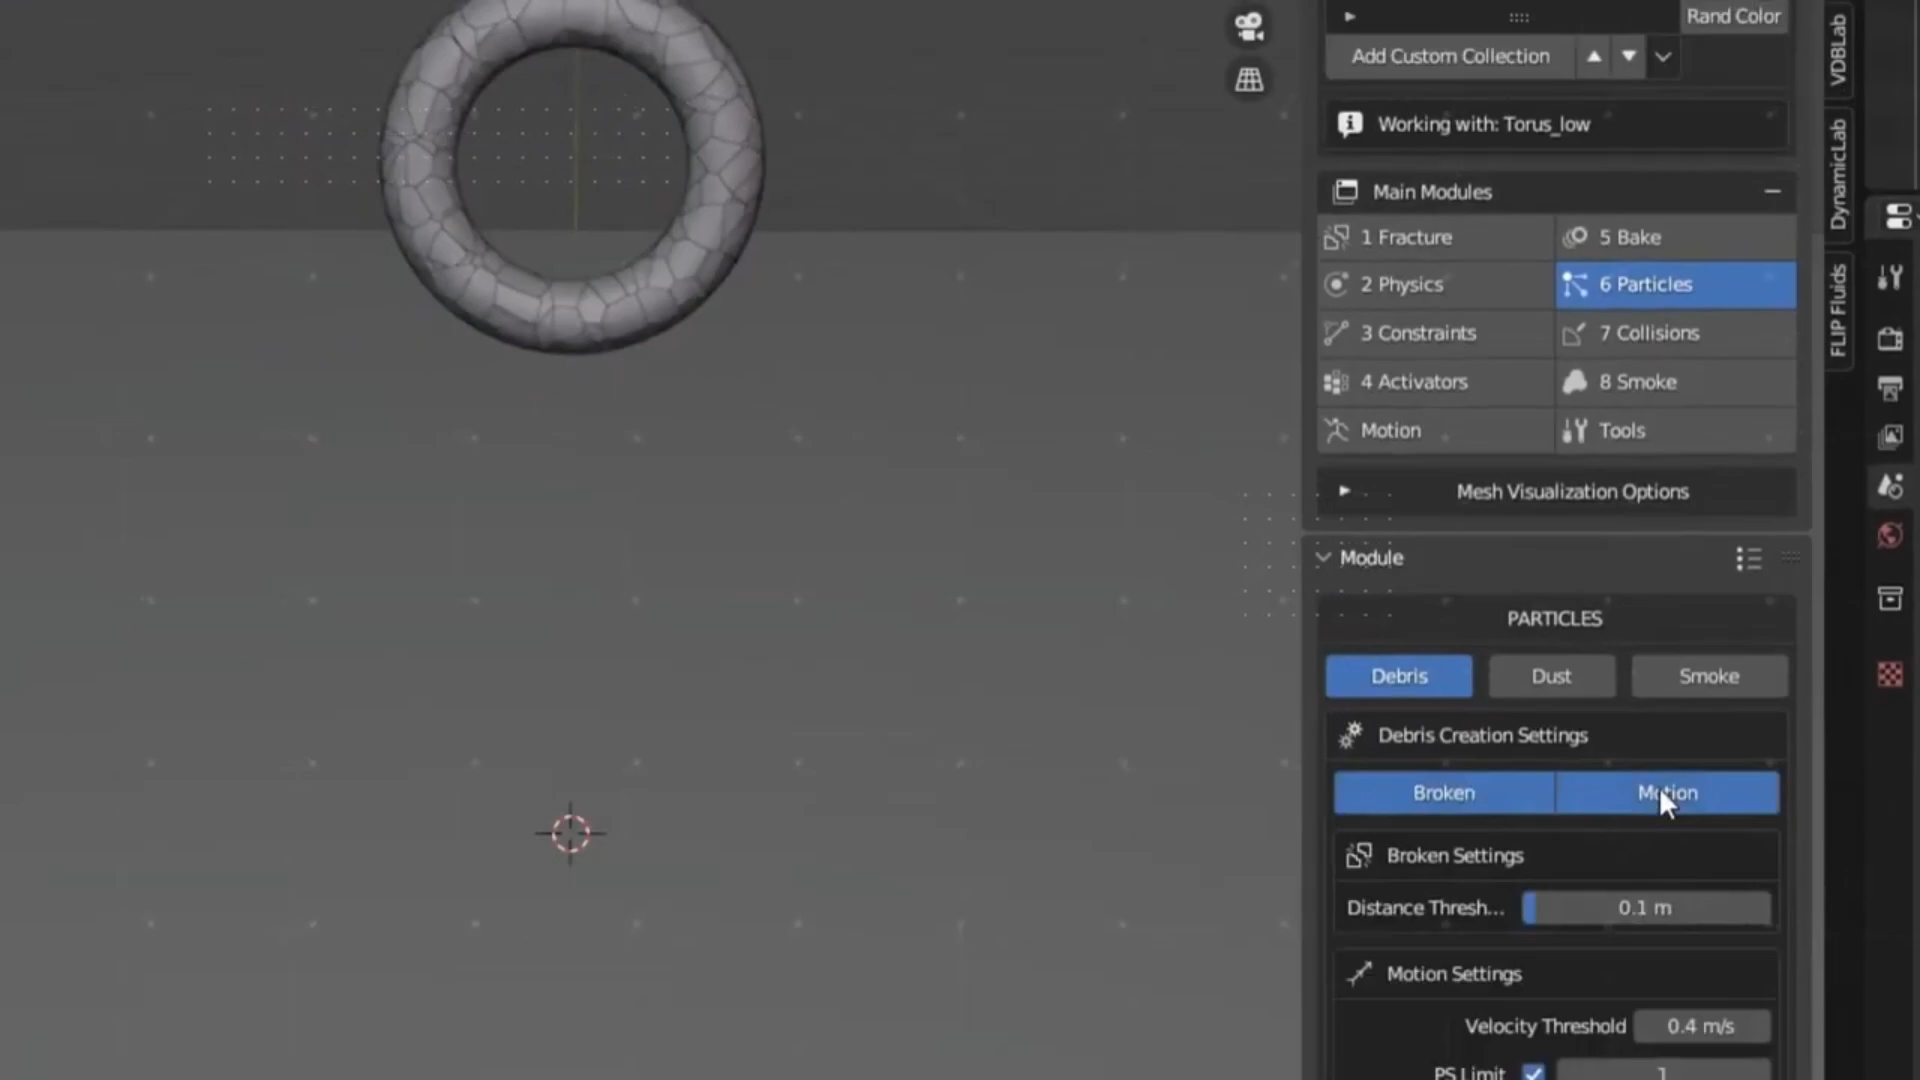 Rand Color
Add Custom Collection
Working with: Torus_low
Main Modules
1 Fracture
5 Bake
2 Physics
6 Particles
3 Constraints
7 Collisions
4 Activators
8 Smoke
Motion
Tools
Mesh Visualization Options
Module
PARTICLES
Debris
Dust
Smoke
Debris Creation Settings
Broken
Motion
Broken Settings
Distance Thresh...
0.1 m
Motion Settings
Velocity Threshold
0.4 m/s
PS Limit
1
VDBLab
DynamicLab
FLIP Fluids